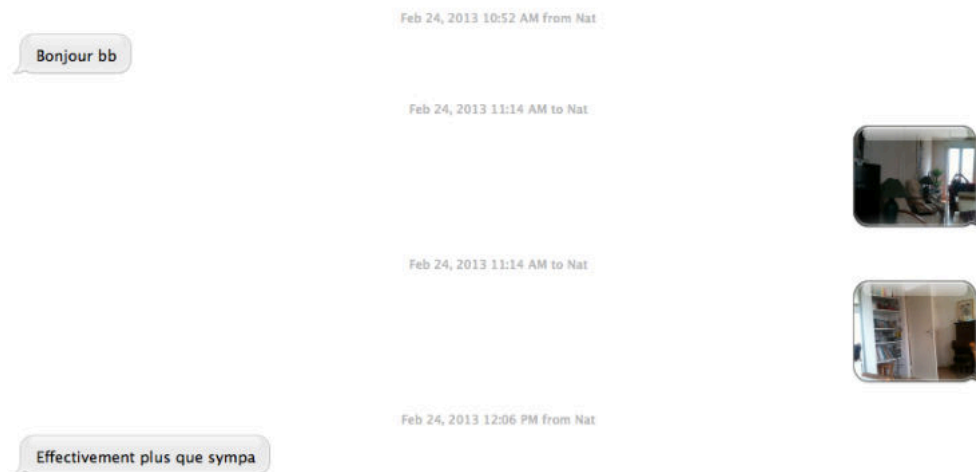 Feb 24, 2013 10:52 AM from Nat
Bonjour bb
Feb 24, 2013 11:14 AM to Nat
Feb 24, 2013 11:14 AM to Nat
Feb 24, 2013 12:06 PM from Nat
Effectivement plus que sympa